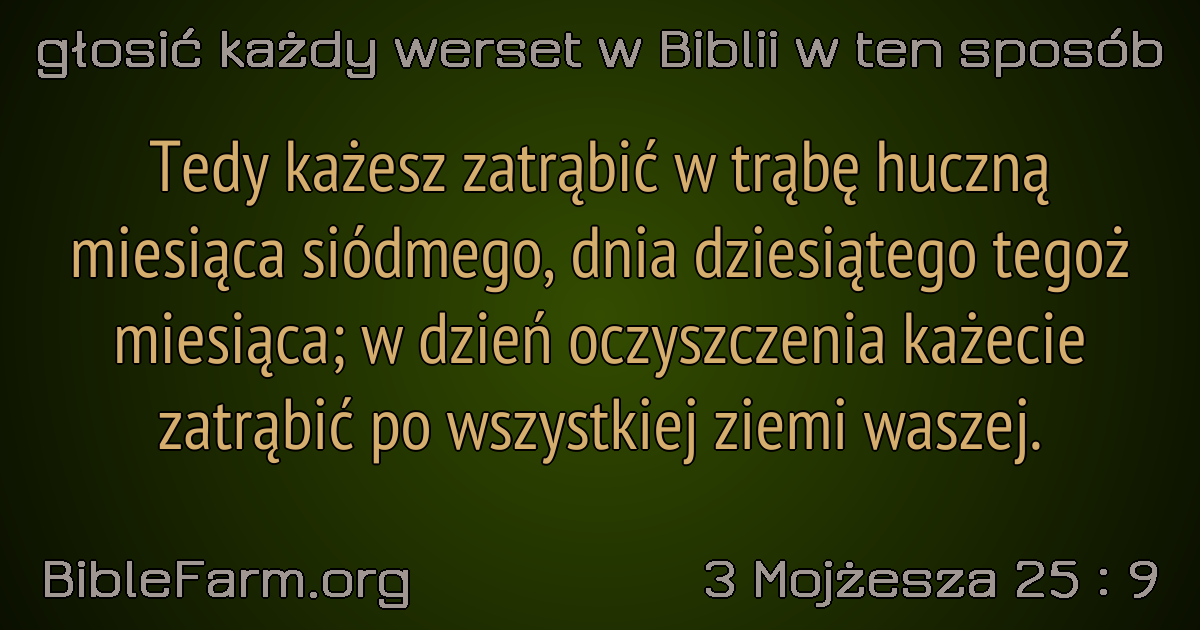 głosić każdy werset w Biblii w ten sposób
Tedy każesz zatrąbić w trąbę huczną
miesiąca siódmego, dnia dziesiątego tegoż
miesiąca; w dzień oczyszczenia każecie
zatrąbić po wszystkiej ziemi waszej.
BibleFarm.org
3 Mojżesza 25 : 9